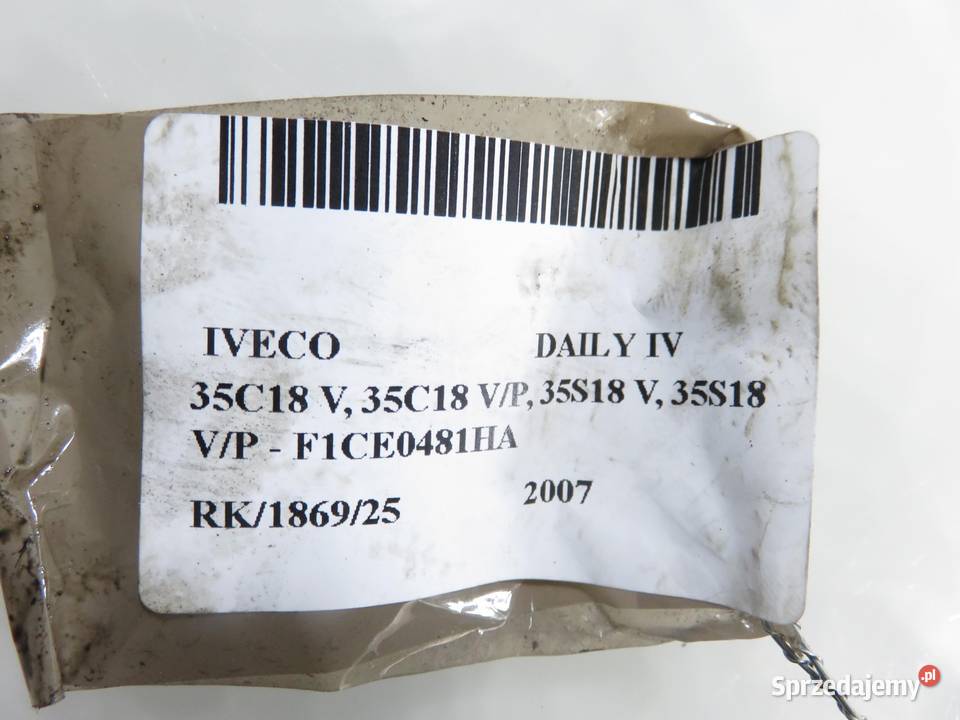 IVECO DAILY IV
35C18 V, 35C18 V/P, 35S18 V, 35S18
V/P - F1CE0481HA
RK/1869/25 2007
Sprzedajemy.pl